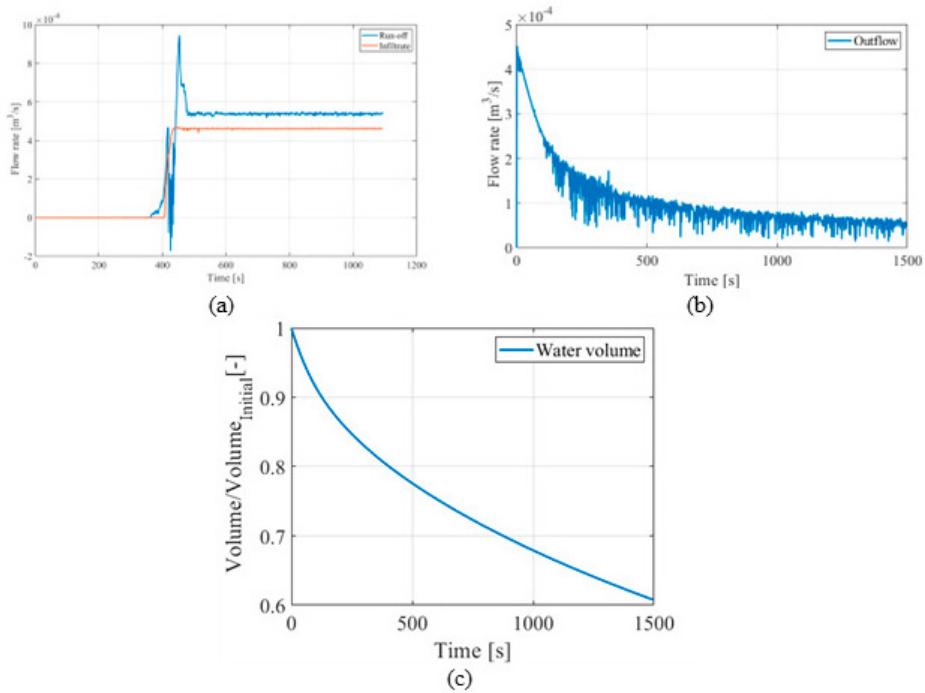 ×10⁻⁴
Run-off
Infiltrate
10
8
6
4
2
0
-2
Flow rate [m³/s]
0 200 400 600 800 1000 1200
Time [s]
(a)
×10⁻⁴
Outflow
5
4
3
2
1
0
Flow rate [m³/s]
0 500 1000 1500
Time [s]
(b)
Water volume
1
0.9
0.8
0.7
0.6
Volume/Volume_Initial[-]
0 500 1000 1500
Time [s]
(c)